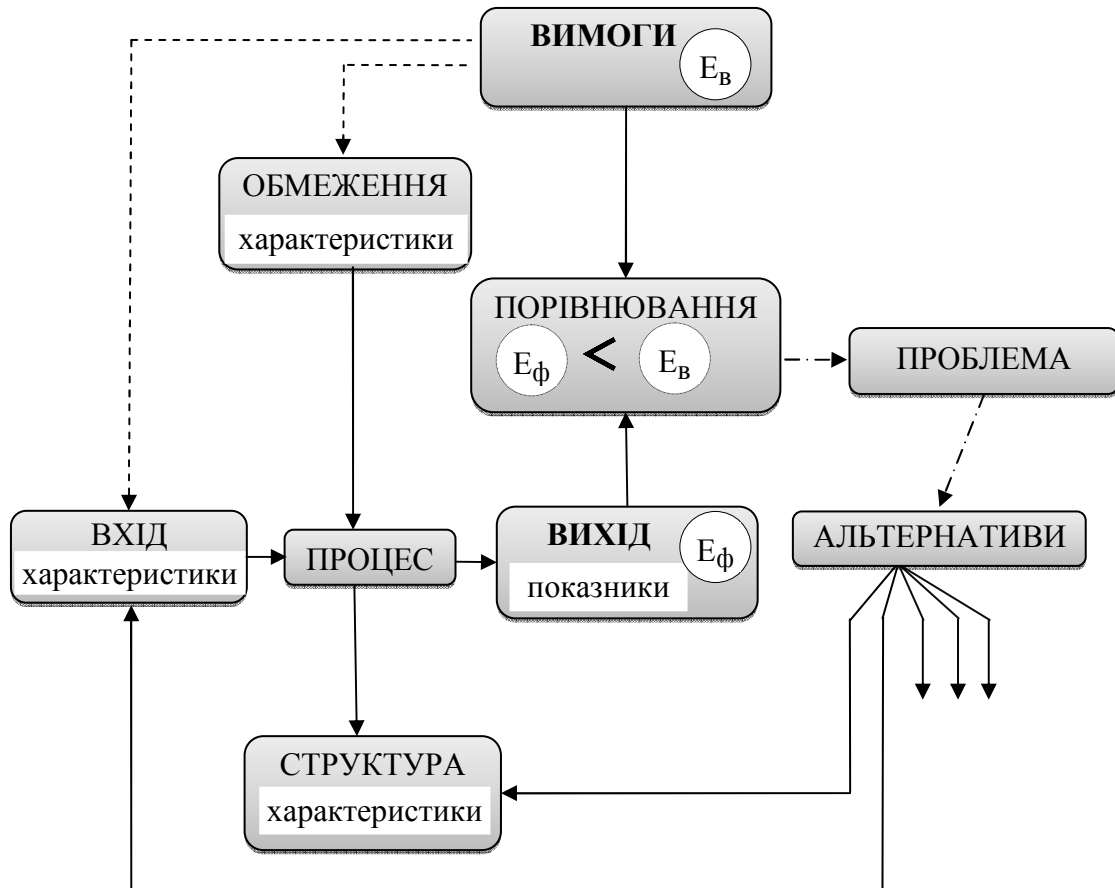 ВИМОГИ
Eв
ОБМЕЖЕННЯ
характеристики
ПОРІВНЮВАННЯ
Eф < Eв
ПРОБЛЕМА
ВХІД
характеристики
ПРОЦЕС
ВИХІД
Eф
показники
АЛЬТЕРНАТИВИ
СТРУКТУРА
характеристики